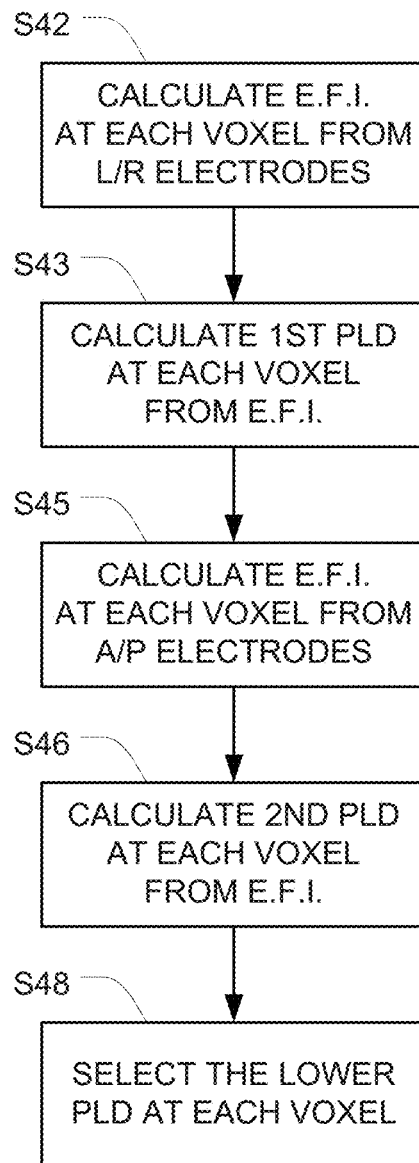 S42
CALCULATE E.F.I.
AT EACH VOXEL FROM
L/R ELECTRODES
S43
CALCULATE 1ST PLD
AT EACH VOXEL
FROM E.F.I.
S45
CALCULATE E.F.I.
AT EACH VOXEL FROM
A/P ELECTRODES
S46
CALCULATE 2ND PLD
AT EACH VOXEL
FROM E.F.I.
S48
SELECT THE LOWER
PLD AT EACH VOXEL